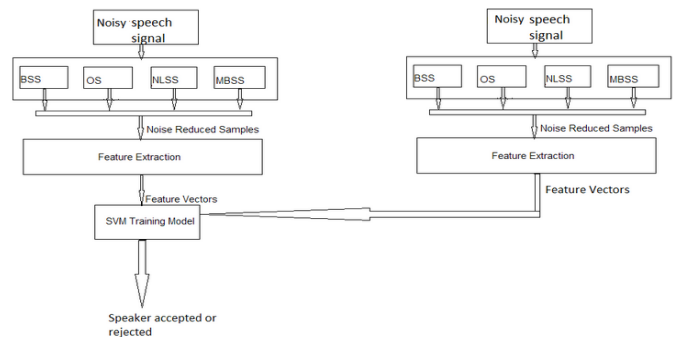 Noisy speech
signal
BSS
OS
NLSS
MBSS
Noise Reduced Samples
Feature Extraction
Feature Vectors
SVM Training Model
Speaker accepted or
rejected
Noisy speech
signal
BSS
OS
NLSS
MBSS
Noise Reduced Samples
Feature Extraction
Feature Vectors